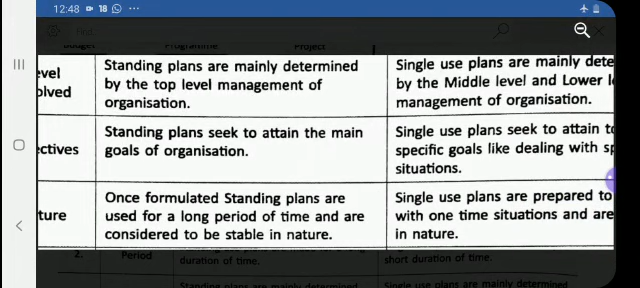 12:48 18
Find
Budget Programme Project
evel
olved
Standing plans are mainly determined
by the top level management of
organisation.
Single use plans are mainly dete
by the Middle level and Lower l
management of organisation.
ectives
Standing plans seek to attain the main
goals of organisation.
Single use plans seek to attain t
specific goals like dealing with sp
situations.
ture
Once formulated Standing plans are
used for a long period of time and are
considered to be stable in nature.
Single use plans are prepared to
with one time situations and are
in nature.
2. Period
duration of time.
short duration of time.
Standing plans are mainly determined
Single use plans are mainly determined